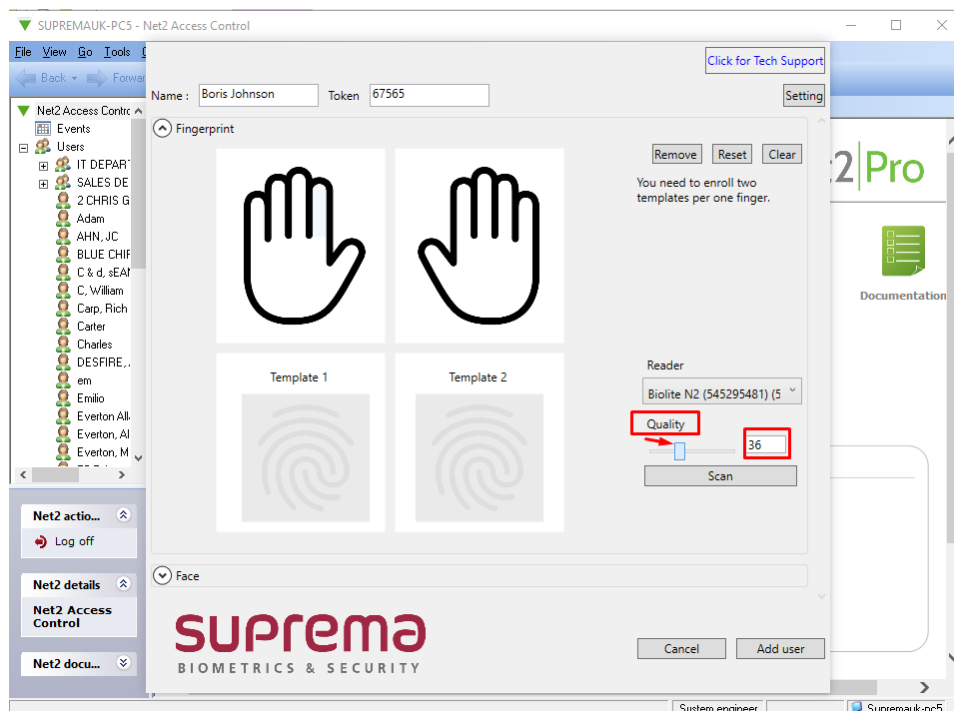 SUPREMAUK-PC5 - Net2 Access Control
File View Go Tools
Back Forwar
Click for Tech Support
Name : Boris Johnson Token 67565
Setting
Net2 Access Contro
Events
Users
IT DEPAR
SALES DE
2 CHRIS G
Adam
AHN, JC
BLUE CHIP
C & d, sEAN
C, William
Carp, Rich
Carter
Charles
DESFIRE, .
em
Emilio
Everton All
Everton, Al
Everton, M
Fingerprint
Remove Reset Clear
You need to enroll two
templates per one finger.
Template 1 Template 2
Reader
Biolite N2 (545295481) (5
Quality
36
Scan
Face
suprema
BIOMETRICS & SECURITY
Cancel Add user
2 Pro
Documentation
Net2 actio...
Log off
Net2 details
Net2 Access
Control
Net2 docu...
System engineer Supremauk-pc5